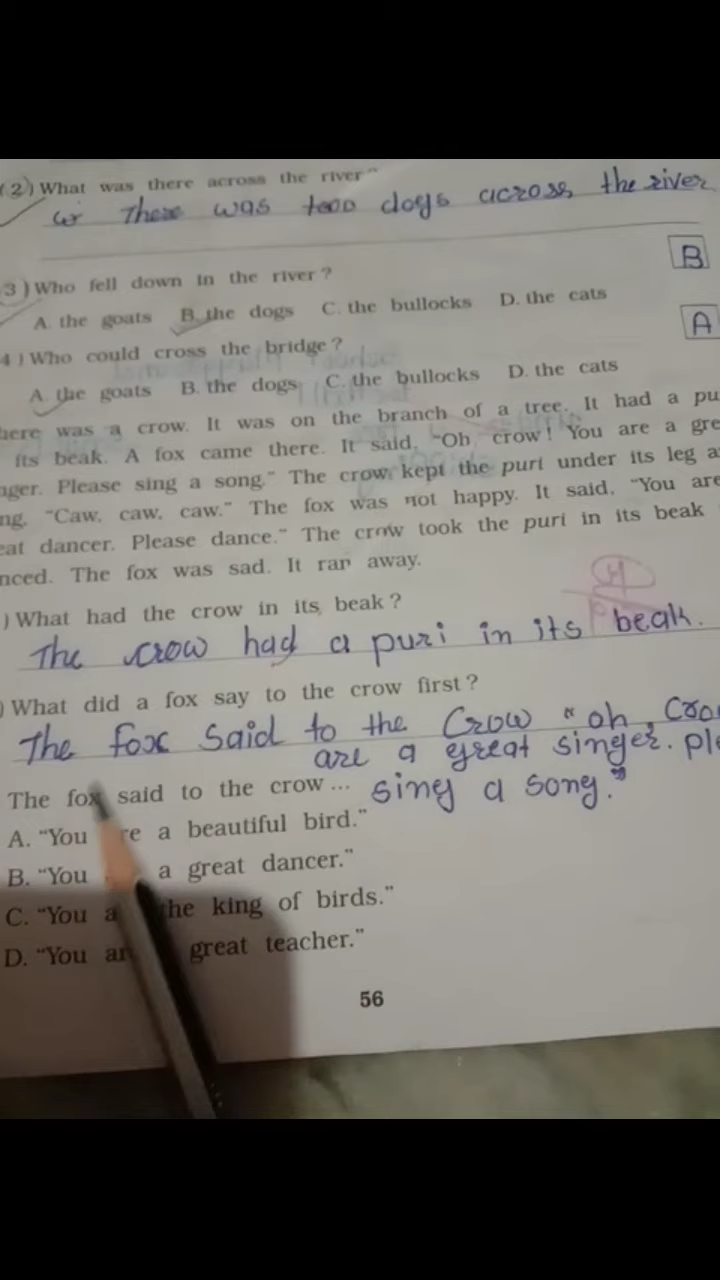 (2) What was there across the river
There was two dogs across the river
B
3) Who fell down in the river?
A. the goats B. the dogs C. the bullocks D. the cats
A
4) Who could cross the bridge?
A. the goats B. the dogs C. the bullocks D. the cats
here was a crow. It was on the branch of a tree. It had a pu
its beak. A fox came there. It said, "Oh crow! You are a gre
nger. Please sing a song." The crow kept the puri under its leg a
ng, "Caw, caw, caw." The fox was not happy. It said, "You are
eat dancer. Please dance." The crow took the puri in its beak
nced. The fox was sad. It ran away.
) What had the crow in its beak?
The crow had a puri in its beak.
) What did a fox say to the crow first?
The fox said to the Crow "oh, Croo
are a great singer. ple
The fox said to the crow ... sing a song."
A. "You re a beautiful bird."
B. "You a great dancer."
C. "You a the king of birds."
D. "You ar great teacher."
56